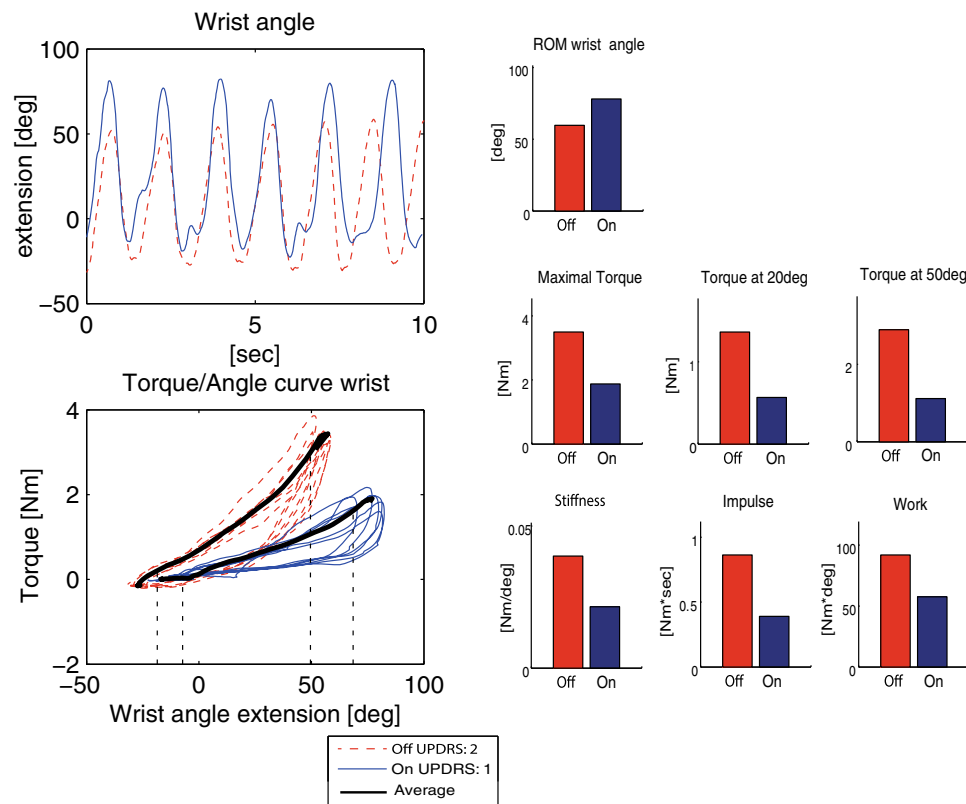 Wrist angle
100
50
0
−50
extension [deg]
0
5
10
[sec]
Torque/Angle curve wrist
4
2
0
−2
Torque [Nm]
−50
0
50
100
Wrist angle extension [deg]
Off UPDRS: 2
On UPDRS: 1
Average
ROM wrist angle
100
50
0
[deg]
Off On
Maximal Torque
4
2
0
[Nm]
Off On
Torque at 20deg
1
0
[Nm]
Off On
Torque at 50deg
2
0
Off On
Stiffness
0.05
0
[Nm/deg]
Off On
Impulse
1
0.5
0
[Nm*sec]
Off On
Work
100
50
0
[Nm*deg]
Off On